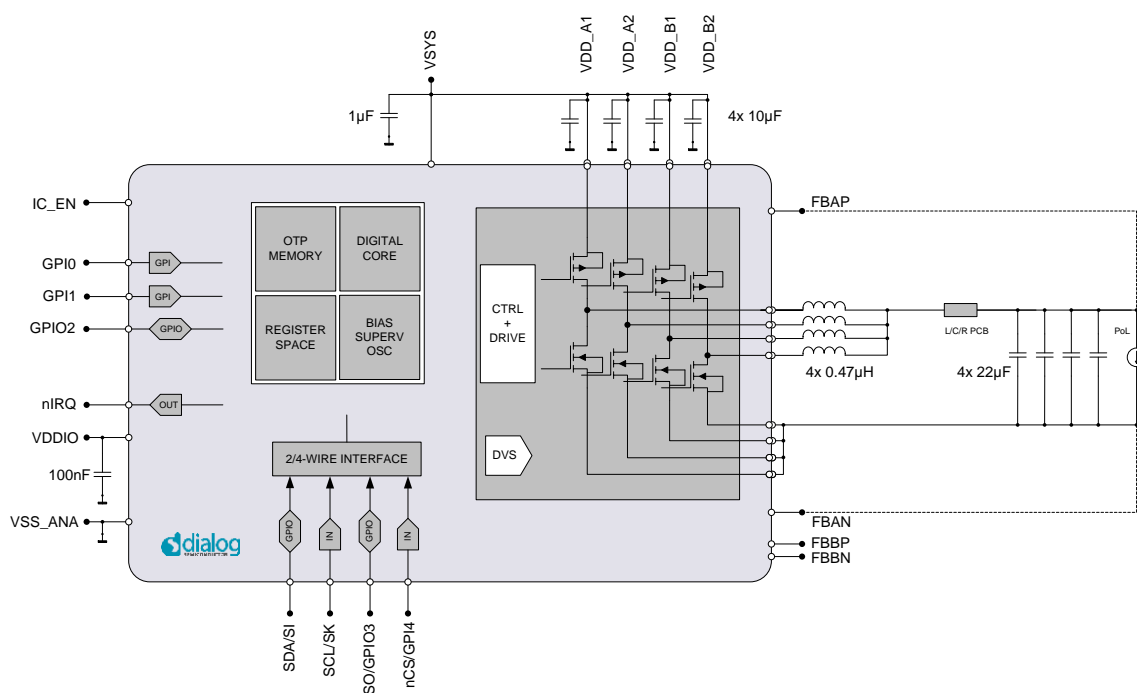 VSYS
VDD_A1
VDD_A2
VDD_B1
VDD_B2
1µF
4x 10µF
IC_EN
GPI0
GPI
GPI1
GPI
GPIO2
GPIO
nIRQ
OUT
VDDIO
100nF
VSS_ANA
OTP
MEMORY
DIGITAL
CORE
REGISTER
SPACE
BIAS
SUPERV
OSC
2/4-WIRE INTERFACE
GPIO
IN
GPIO
IN
SDA/SI
SCL/SK
SO/GPIO3
nCS/GPI4
dialog
SEMICONDUCTOR
CTRL
+
DRIVE
DVS
FBAP
L/C/R PCB
PoL
4x 0.47µH
4x 22µF
FBAN
FBBP
FBBN